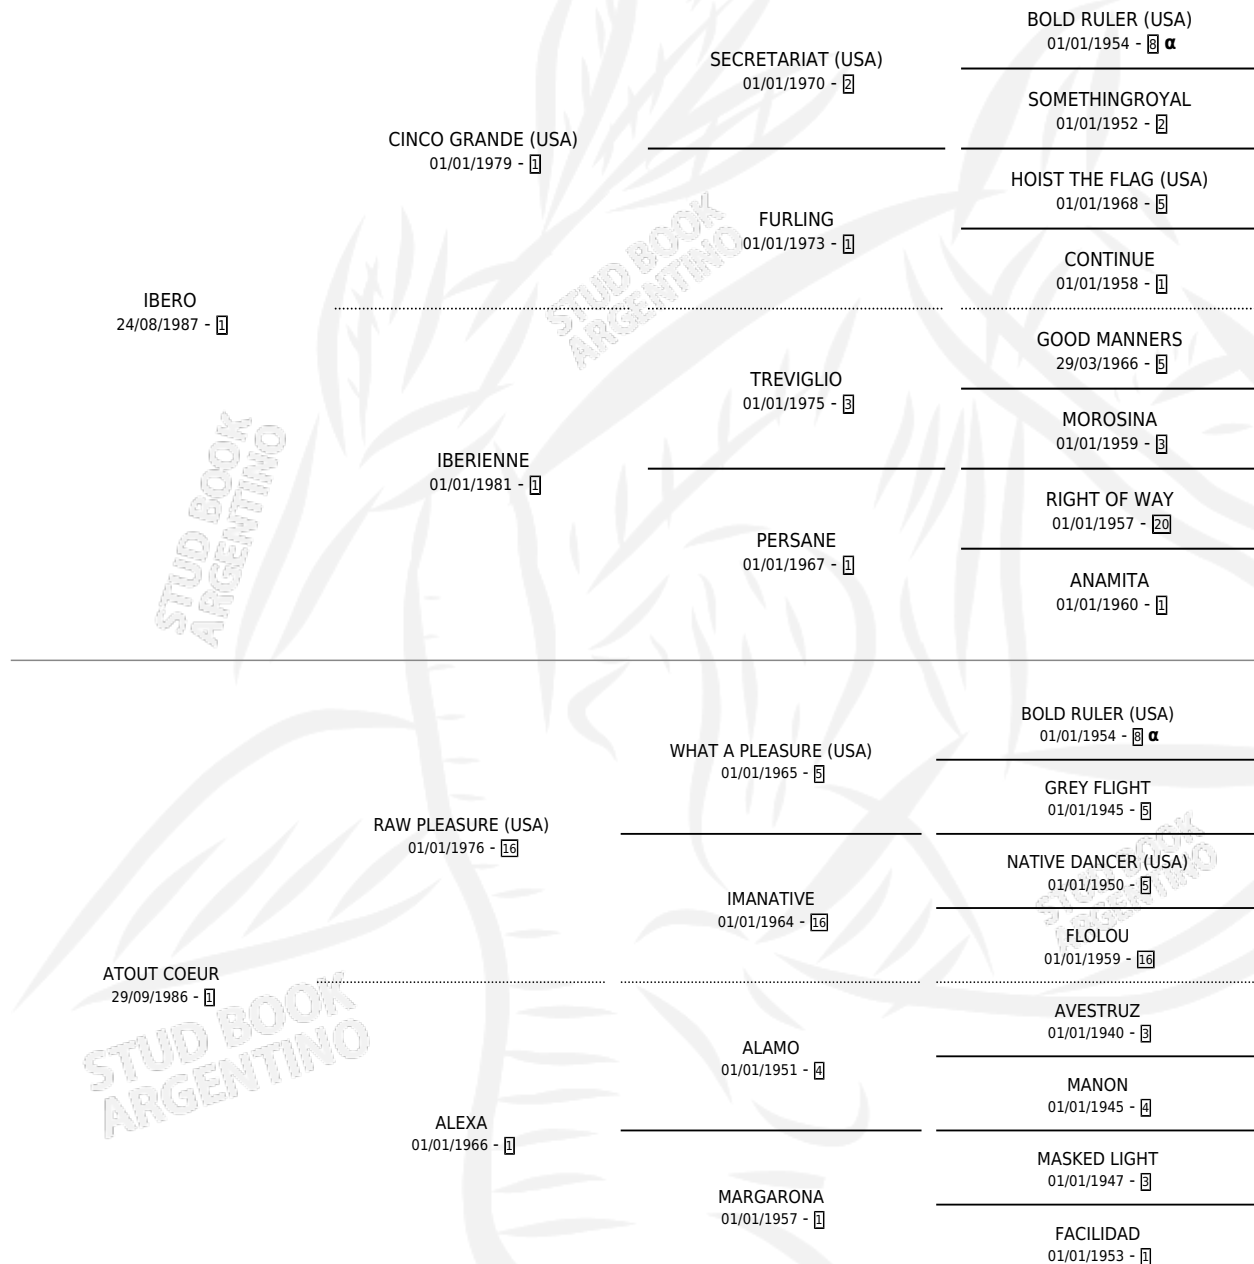 BOLD RULER (USA)
01/01/1954 - 8 α
SECRETARIAT (USA)
01/01/1970 - 2
SOMETHINGROYAL
01/01/1952 - 2
CINCO GRANDE (USA)
01/01/1979 - 1
HOIST THE FLAG (USA)
01/01/1968 - 5
FURLING
01/01/1973 - 1
CONTINUE
01/01/1958 - 1
IBERO
24/08/1987 - 1
GOOD MANNERS
29/03/1966 - 5
TREVIGLIO
01/01/1975 - 3
MOROSINA
01/01/1959 - 3
IBERIENNE
01/01/1981 - 1
RIGHT OF WAY
01/01/1957 - 20
PERSANE
01/01/1967 - 1
ANAMITA
01/01/1960 - 1
BOLD RULER (USA)
01/01/1954 - 8 α
WHAT A PLEASURE (USA)
01/01/1965 - 5
GREY FLIGHT
01/01/1945 - 5
RAW PLEASURE (USA)
01/01/1976 - 16
NATIVE DANCER (USA)
01/01/1950 - 5
IMANATIVE
01/01/1964 - 16
FLOLOU
01/01/1959 - 16
ATOUT COEUR
29/09/1986 - 1
AVESTRUZ
01/01/1940 - 3
ALAMO
01/01/1951 - 4
MANON
01/01/1945 - 4
ALEXA
01/01/1966 - 1
MASKED LIGHT
01/01/1947 - 3
MARGARONA
01/01/1957 - 1
FACILIDAD
01/01/1953 - 1
STUD BOOK
ARGENTINO
STUD BOOK
ARGENTINO
STUD BOOK
ARGENTINO
STUD BOOK
ARGENTINO